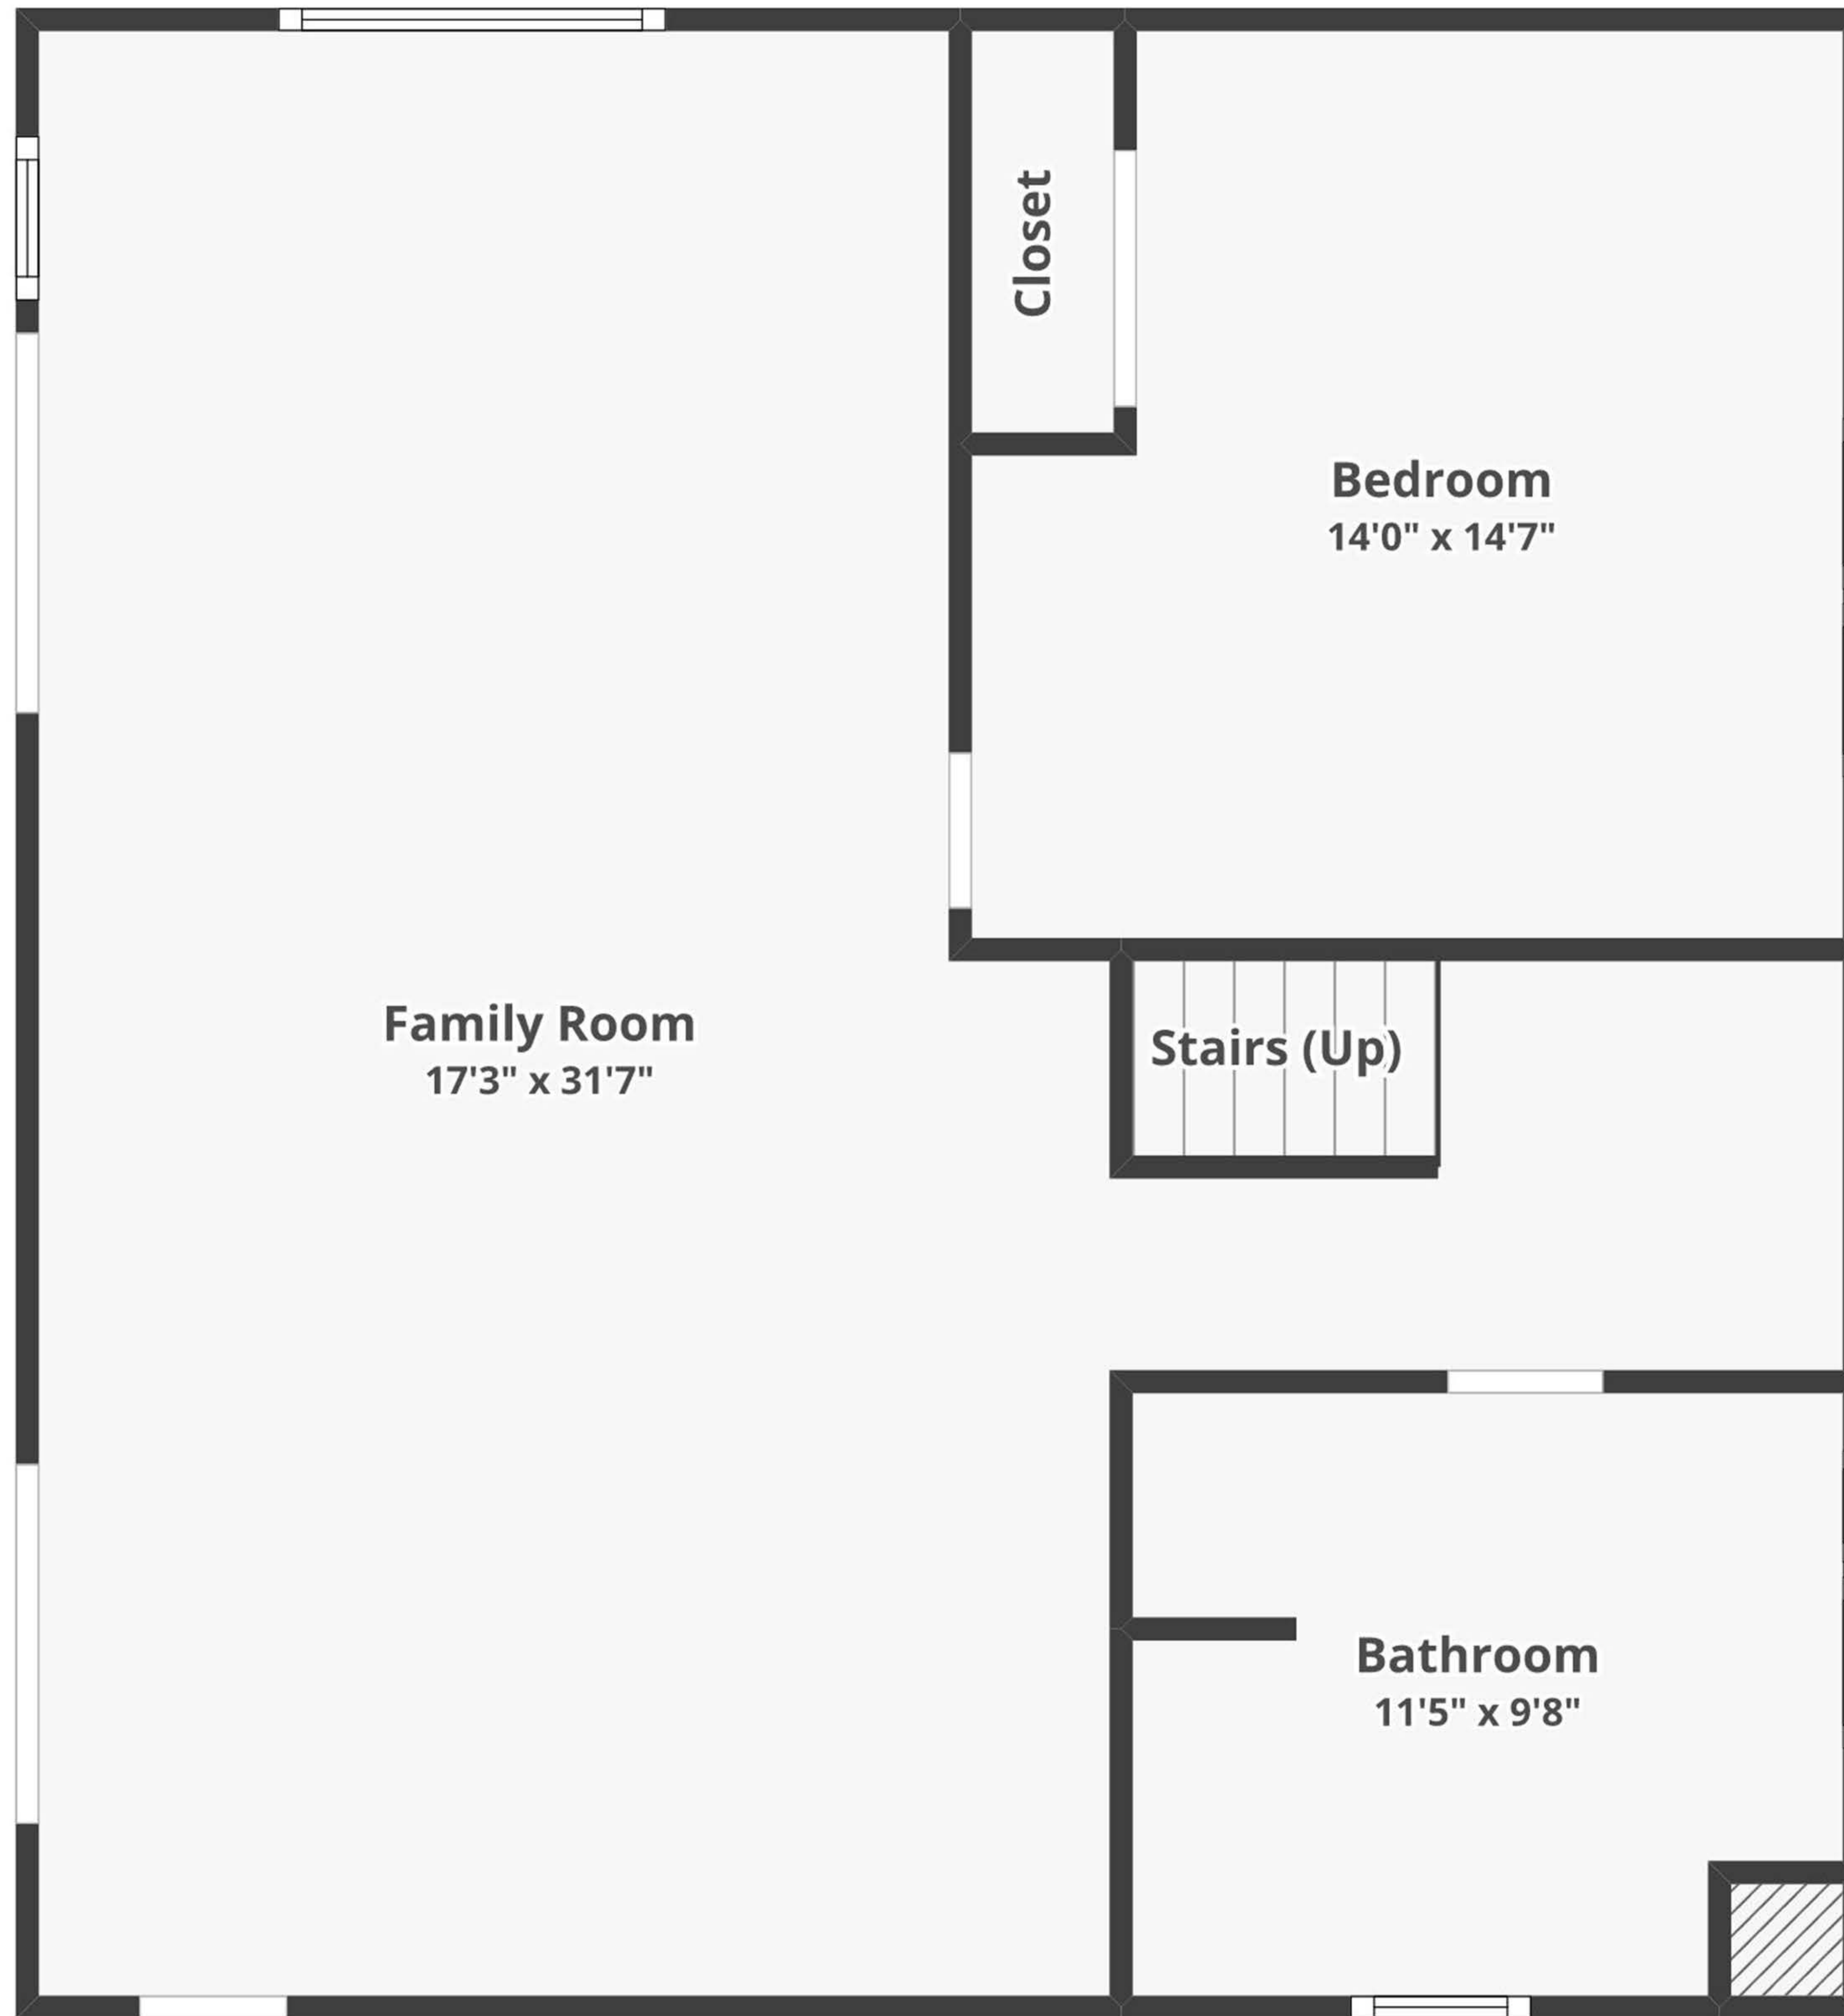 Closet
Bedroom
14'0" x 14'7"
Family Room
17'3" x 31'7"
Stairs (Up)
Bathroom
11'5" x 9'8"